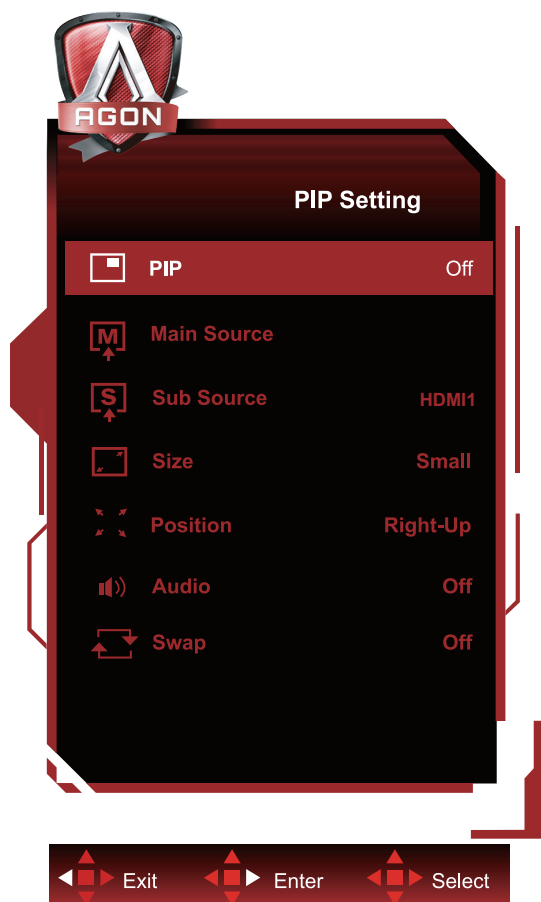 AGON
PIP Setting
PIP Off
M Main Source
S Sub Source HDMI1
Size Small
Position Right-Up
Audio Off
Swap Off
Exit Enter Select